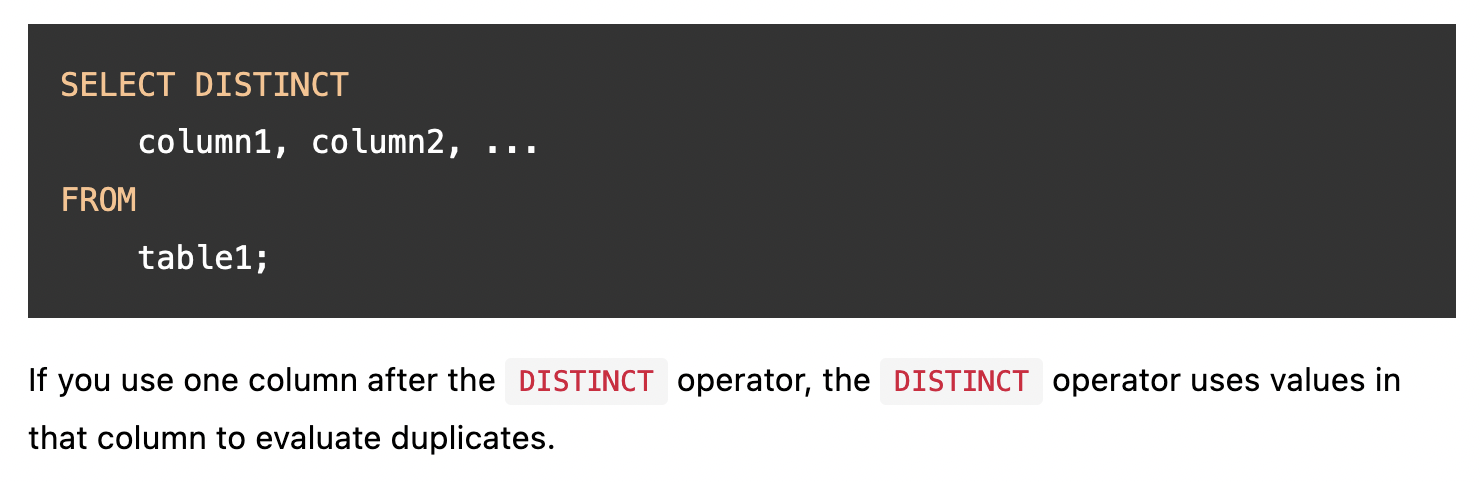 SELECT DISTINCT
    column1, column2, ...
FROM
    table1;
If you use one column after the DISTINCT operator, the DISTINCT operator uses values in
that column to evaluate duplicates.